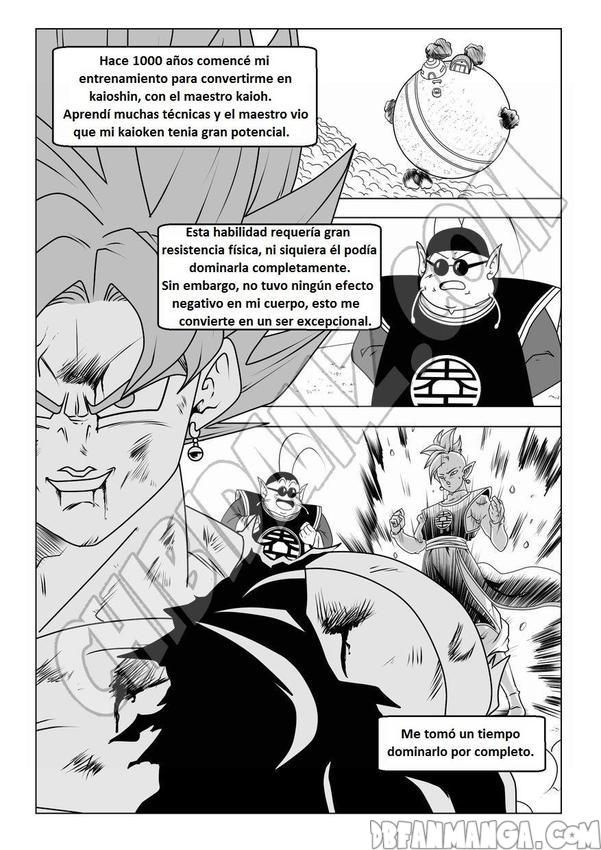 Hace 1000 años comencé mi
entrenamiento para convertirme en
kaioshin, con el maestro kaioh.
Aprendí muchas técnicas y el maestro vio
que mi kaioken tenia gran potencial.
Esta habilidad requería gran
resistencia física, ni siquiera él podía
dominarla completamente.
Sin embargo, no tuvo ningún efecto
negativo en mi cuerpo, esto me
convierte en un ser excepcional.
Me tomó un tiempo
dominarlo por completo.
DBFANMANGA.COM